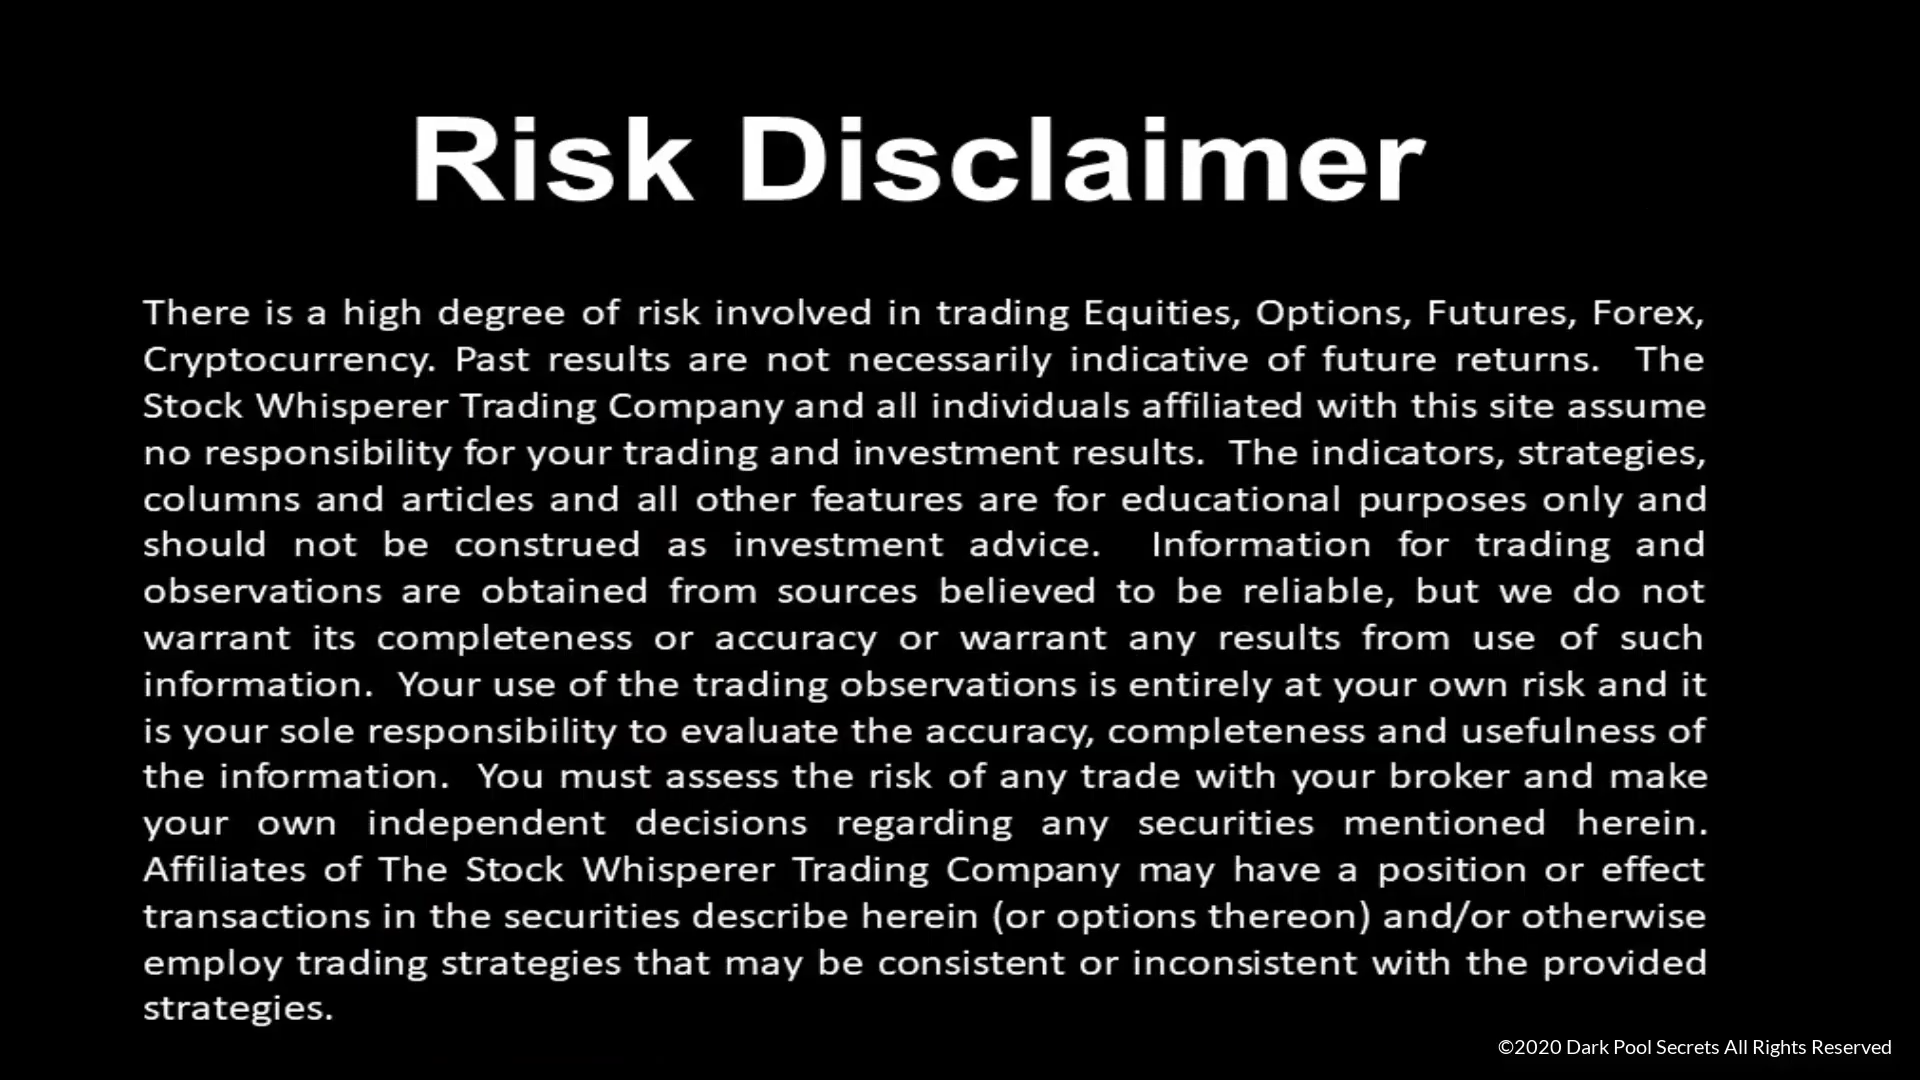 Risk Disclaimer
There is a high degree of risk involved in trading Equities, Options, Futures, Forex,
Cryptocurrency. Past results are not necessarily indicative of future returns. The
Stock Whisperer Trading Company and all individuals affiliated with this site assume
no responsibility for your trading and investment results. The indicators, strategies,
columns and articles and all other features are for educational purposes only and
should not be construed as investment advice. Information for trading and
observations are obtained from sources believed to be reliable, but we do not
warrant its completeness or accuracy or warrant any results from use of such
information. Your use of the trading observations is entirely at your own risk and it
is your sole responsibility to evaluate the accuracy, completeness and usefulness of
the information. You must assess the risk of any trade with your broker and make
your own independent decisions regarding any securities mentioned herein.
Affiliates of The Stock Whisperer Trading Company may have a position or effect
transactions in the securities describe herein (or options thereon) and/or otherwise
employ trading strategies that may be consistent or inconsistent with the provided
strategies.
©2020 Dark Pool Secrets All Rights Reserved